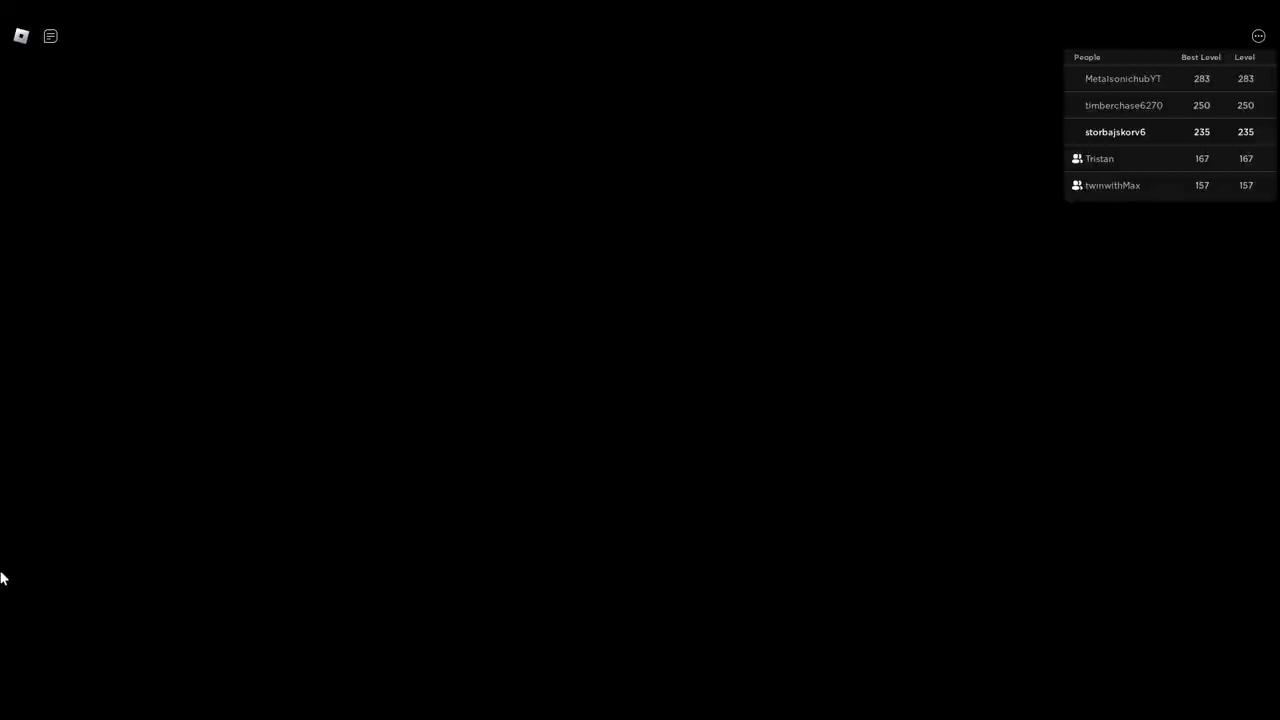 People Best Level Level
MetalsonichubYT 283 283
timberchase6270 250 250
storbajskorv6 235 235
Tristan 167 167
twinwithMax 157 157